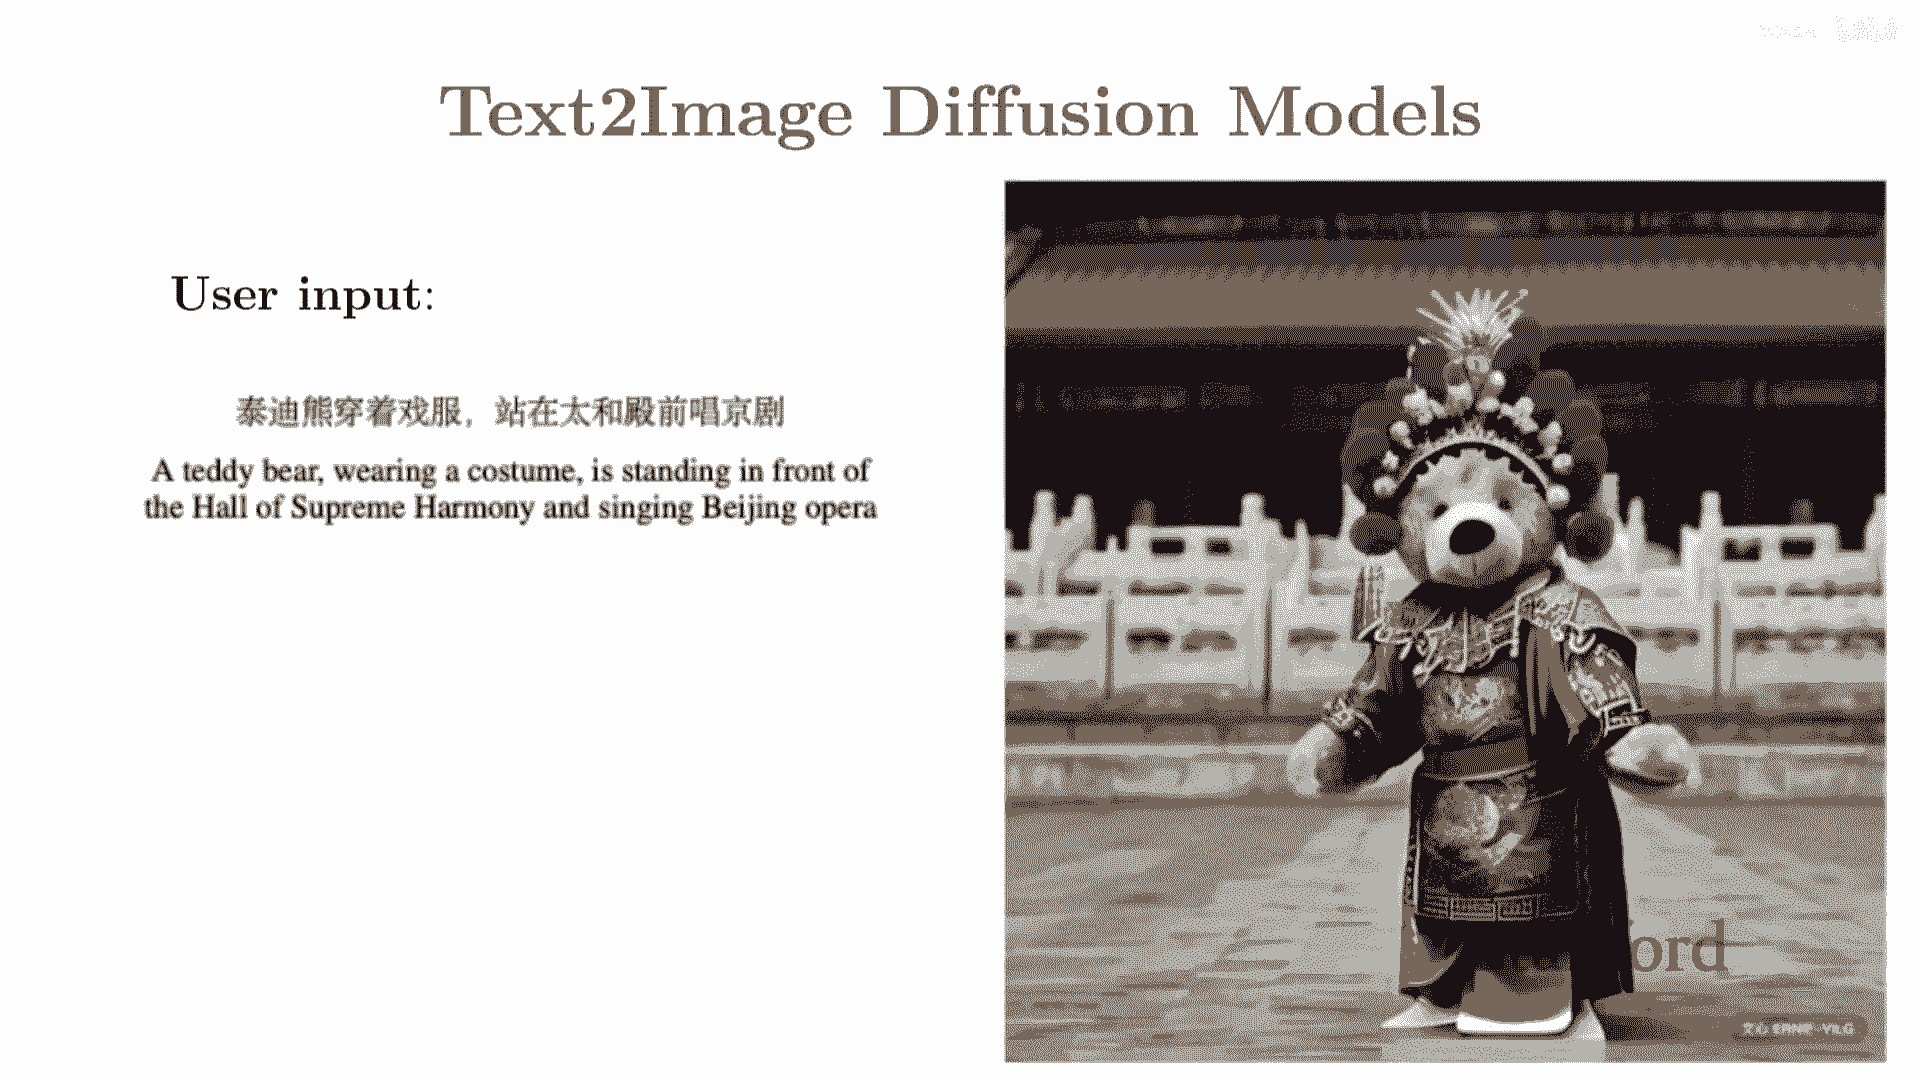 Text2Image Diffusion Models
User input:
泰迪熊穿着戏服，站在太和殿前唱京剧
A teddy bear, wearing a costume, is standing in front of
the Hall of Supreme Harmony and singing Beijing opera
ord
文心 ERNIE-ViLG